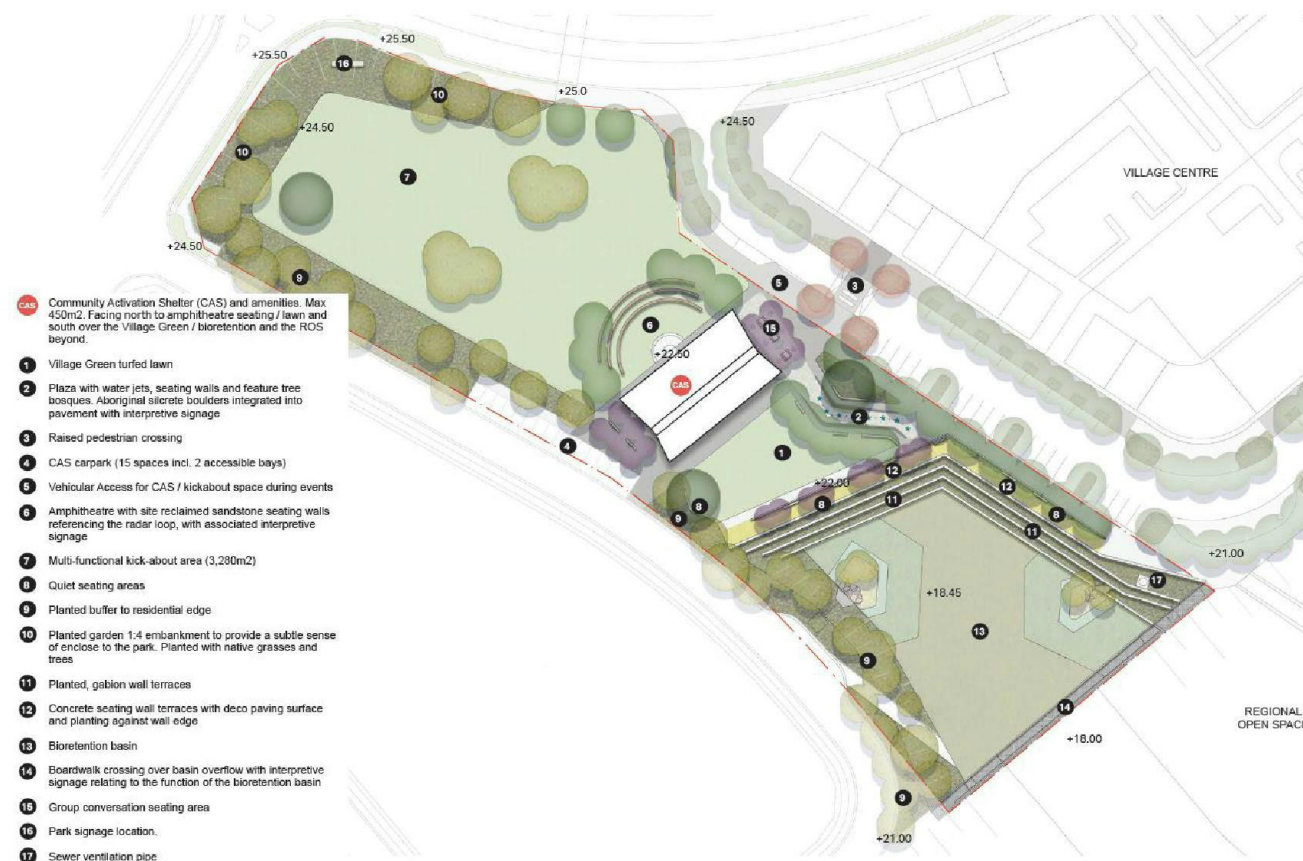 +25.50
+25.50
16
10
+25.0
+24.50
+24.50
10
7
VILLAGE CENTRE
+24.50
9
5
3
15
6
+22.50
CAS
2
4
1
12
+22.00
12
8
8
8
11
9
11
+21.00
17
+18.45
13
9
14
REGIONAL
OPEN SPAC
+18.00
9
+21.00
CAS Community Activation Shelter (CAS) and amenities. Max
450m2. Facing north to amphitheatre seating / lawn and
south over the Village Green / bioretention and the ROS
beyond.
1 Village Green turfed lawn
2 Plaza with water jets, seating walls and feature tree
bosques. Aboriginal silcrete boulders integrated into
pavement with interpretive signage
3 Raised pedestrian crossing
4 CAS carpark (15 spaces incl. 2 accessible bays)
5 Vehicular Access for CAS / kickabout space during events
6 Amphitheatre with site reclaimed sandstone seating walls
referencing the radar loop, with associated interpretive
signage
7 Multi-functional kick-about area (3,280m2)
8 Quiet seating areas
9 Planted buffer to residential edge
10 Planted garden 1:4 embankment to provide a subtle sense
of enclose to the park. Planted with native grasses and
trees
11 Planted, gabion wall terraces
12 Concrete seating wall terraces with deco paving surface
and planting against wall edge
13 Bioretention basin
14 Boardwalk crossing over basin overflow with interpretive
signage relating to the function of the bioretention basin
15 Group conversation seating area
16 Park signage location.
17 Sewer ventilation pipe